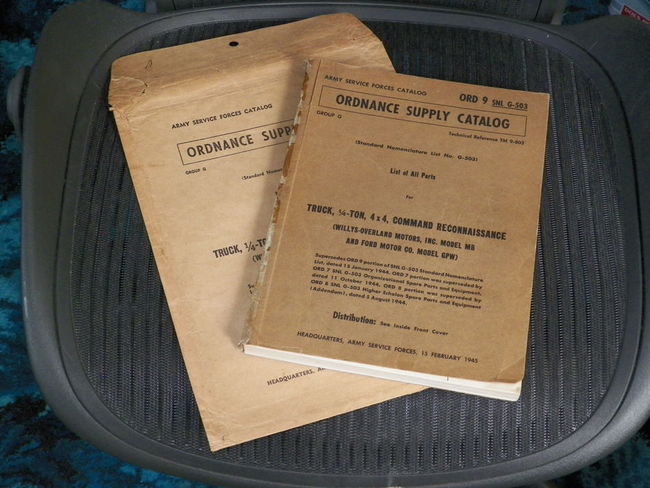 ARMY SERVICE FORCES CATALOG
ORDNANCE SUPPLY
GROUP G
(Standard
TRUCK,
HEADQUARTERS,
ARMY SERVICE FORCES CATALOG
ORD 9 SNL G-503
ORDNANCE SUPPLY CATALOG
GROUP G
Technical Reference TM 9-803
(Standard Nomenclature List No. G-503)
List of All Parts
For
TRUCK, ¼-TON, 4x4, COMMAND RECONNAISSANCE
(WILLYS-OVERLAND MOTORS, INC. MODEL MB
AND FORD MOTOR CO. MODEL GPW)
Supersedes ORD 9 portion of SNL G-503 Standard Nomenclature
List, dated 15 January 1944. ORD 7 portion was superseded by
ORD 7 SNL G-503 Organizational Spare Parts and Equipment,
dated 11 October 1944. ORD 8 portion was superseded by
ORD 8 SNL G-503 Higher Echelon Spare Parts and Equipment
(Addendum), dated 5 August 1944.
Distribution: See Inside Front Cover
HEADQUARTERS, ARMY SERVICE FORCES, 15 FEBRUARY 1945